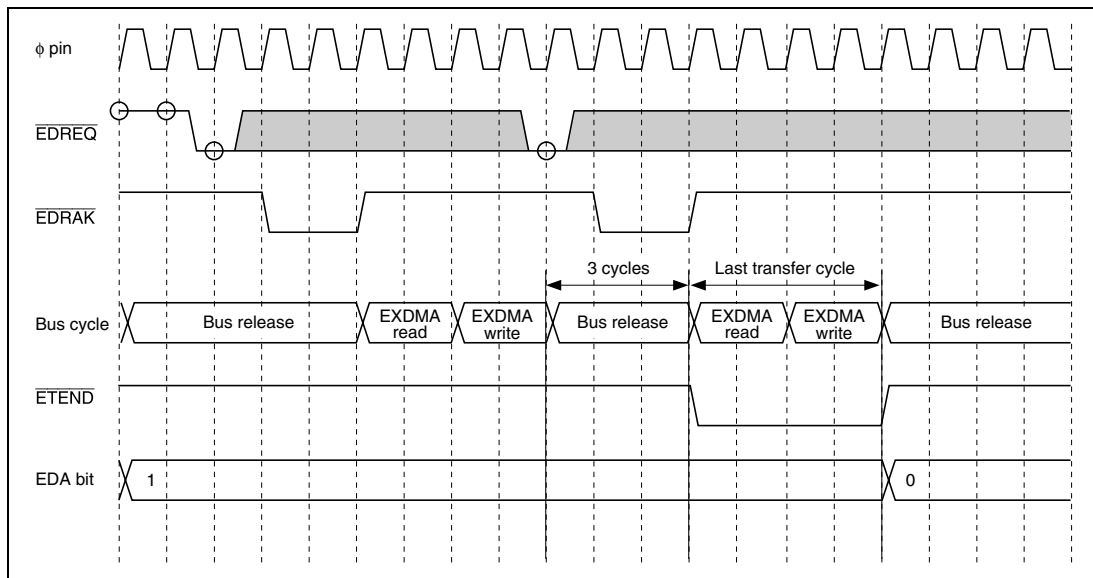 φ pin
EDREQ
EDRAK
3 cycles
Last transfer cycle
Bus cycle
Bus release
EXDMA
read
EXDMA
write
Bus release
EXDMA
read
EXDMA
write
Bus release
ETEND
EDA bit
1
0